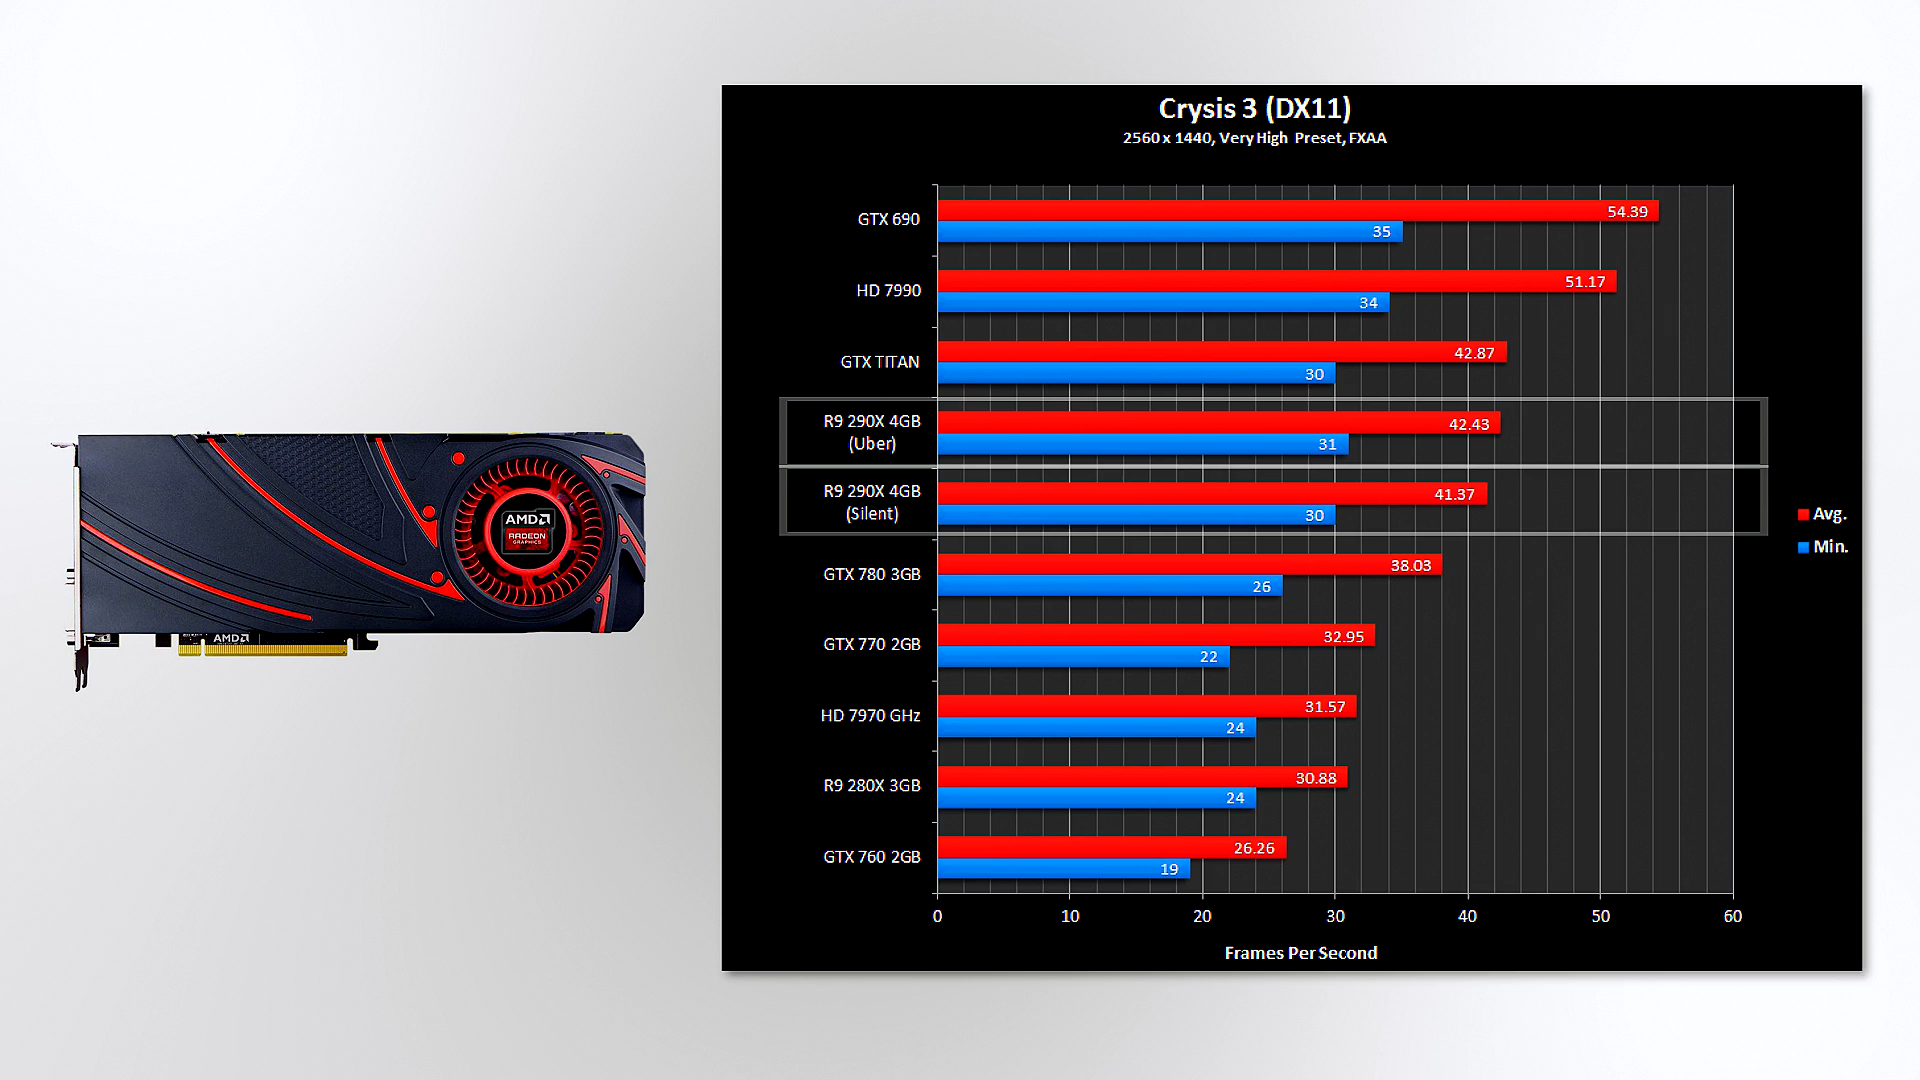 Crysis 3 (DX11)
2560 x 1440, Very High Preset, FXAA
GTX 690
54.39
35
HD 7990
51.17
34
GTX TITAN
42.87
30
R9 290X 4GB
(Uber)
42.43
31
R9 290X 4GB
(Silent)
41.37
30
GTX 780 3GB
38.03
26
GTX 770 2GB
32.95
22
HD 7970 GHz
31.57
24
R9 280X 3GB
30.88
24
GTX 760 2GB
26.26
19
0 10 20 30 40 50 60
Frames Per Second
Avg.
Min.
AMD
RADEON
GRAPHICS
AMD